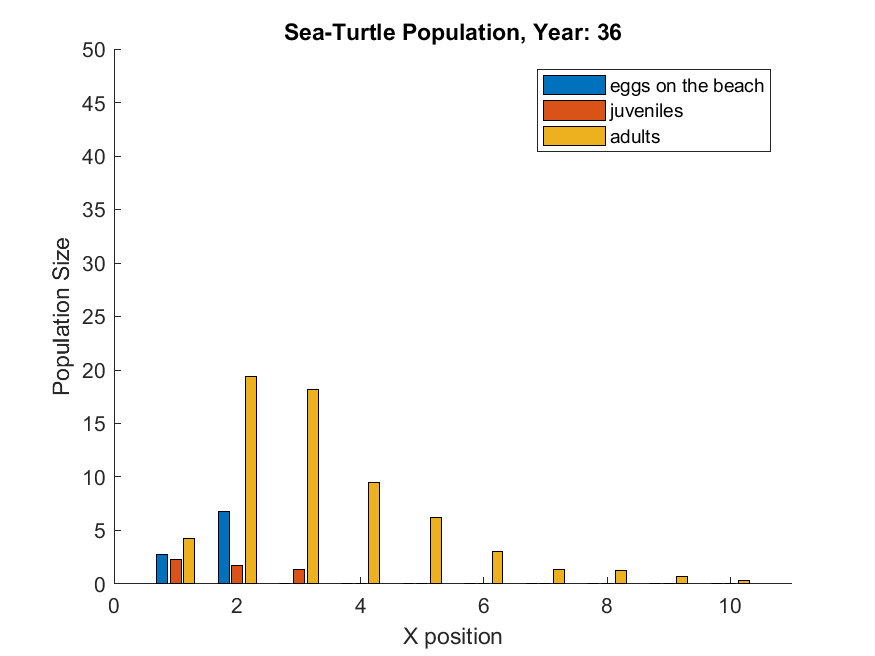 Sea-Turtle Population, Year: 36
50
45
40
35
30
25
20
15
10
5
0
Population Size
eggs on the beach
juveniles
adults
0 2 4 6 8 10
X position